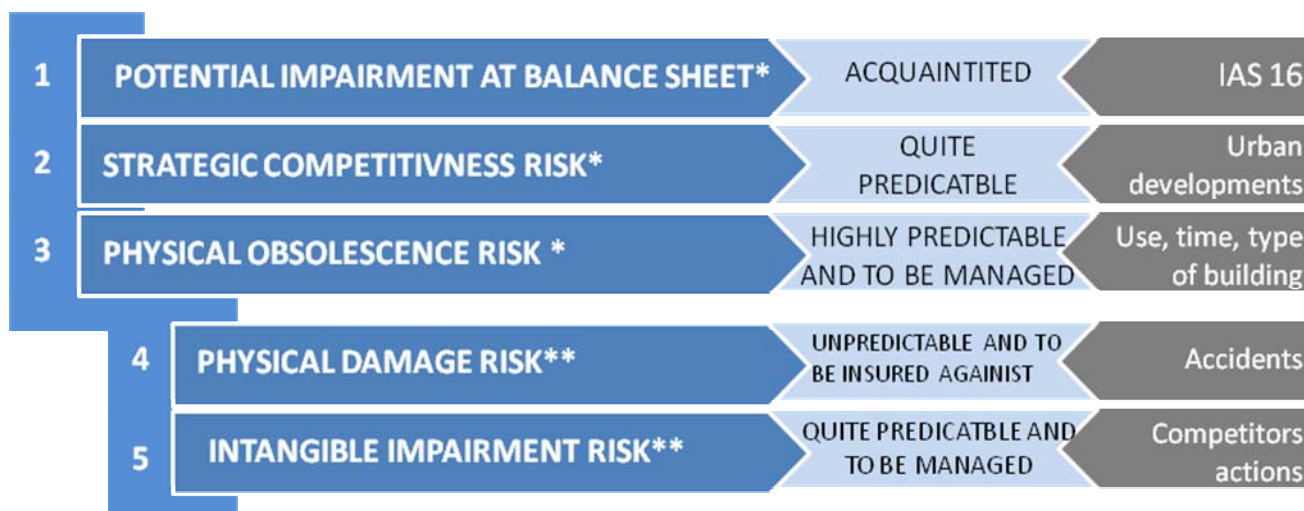 1
POTENTIAL IMPAIRMENT AT BALANCE SHEET*
ACQUAINTITED
IAS 16
2
STRATEGIC COMPETITIVNESS RISK*
QUITE
PREDICATBLE
Urban
developments
3
PHYSICAL OBSOLESCENCE RISK *
HIGHLY PREDICTABLE
AND TO BE MANAGED
Use, time, type
of building
4
PHYSICAL DAMAGE RISK**
UNPREDICTABLE AND TO
BE INSURED AGAINIST
Accidents
5
INTANGIBLE IMPAIRMENT RISK**
QUITE PREDICATBLE AND
TO BE MANAGED
Competitors
actions